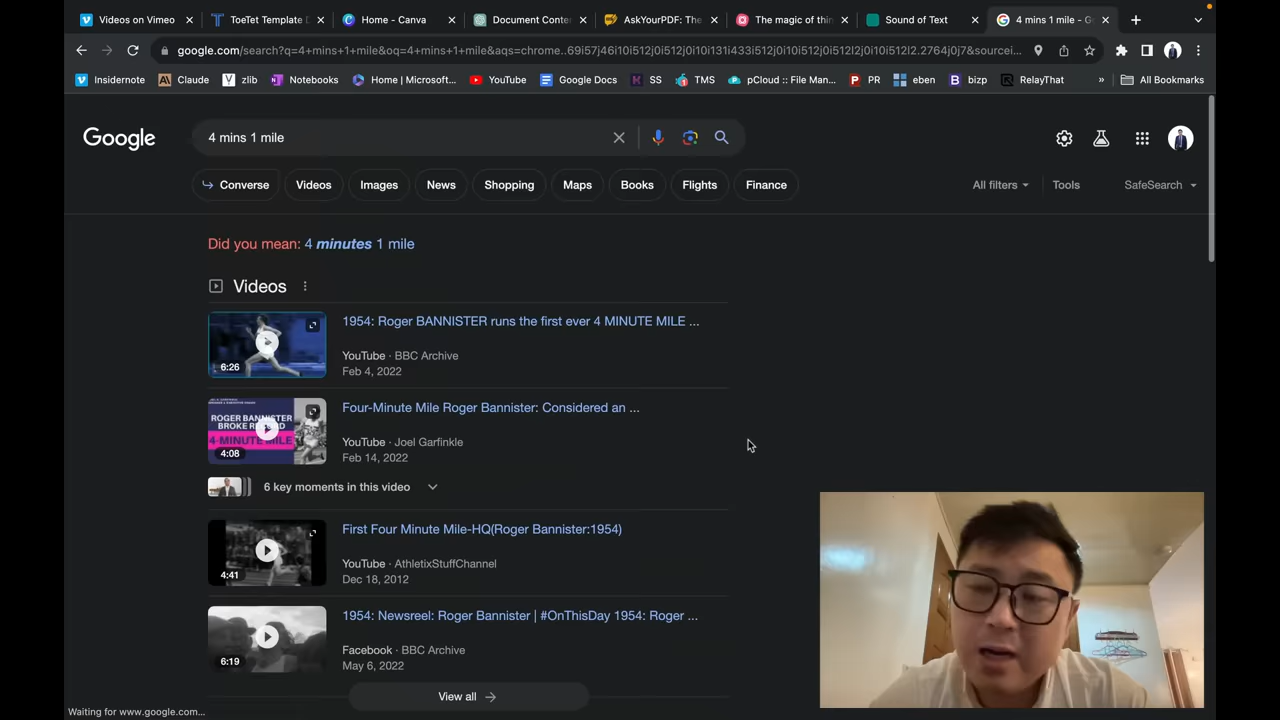 Videos on Vimeo
ToeTet Template D
Home - Canva
Document Conte
AskYourPDF: The
The magic of thin
Sound of Text
4 mins 1 mile - G
google.com/search?q=4+mins+1+mile&oq=4+mins+1+mile&aqs=chrome..69i57j46i10i512j0i512j0i10i131i433i512j0i10i512j0i512l2j0i10i512l2.2764j0j7&sourcei...
Insidernote
Claude
zlib
Notebooks
Home | Microsoft...
YouTube
Google Docs
SS
TMS
pCloud: File Man...
PR
eben
bizp
RelayThat
»
All Bookmarks
Google
4 mins 1 mile
Converse
Videos
Images
News
Shopping
Maps
Books
Flights
Finance
All filters
Tools
SafeSearch
Did you mean: 4 minutes 1 mile
Videos
6:26
1954: Roger BANNISTER runs the first ever 4 MINUTE MILE ...
YouTube · BBC Archive
Feb 4, 2022
ROGER BANNISTER
BROKE RECORD
4-MINUTE MILE
4:08
Four-Minute Mile Roger Bannister: Considered an ...
YouTube · Joel Garfinkle
Feb 14, 2022
6 key moments in this video
4:41
First Four Minute Mile-HQ(Roger Bannister:1954)
YouTube · AthletixStuffChannel
Dec 18, 2012
6:19
1954: Newsreel: Roger Bannister | #OnThisDay 1954: Roger ...
Facebook · BBC Archive
May 6, 2022
View all
Waiting for www.google.com...